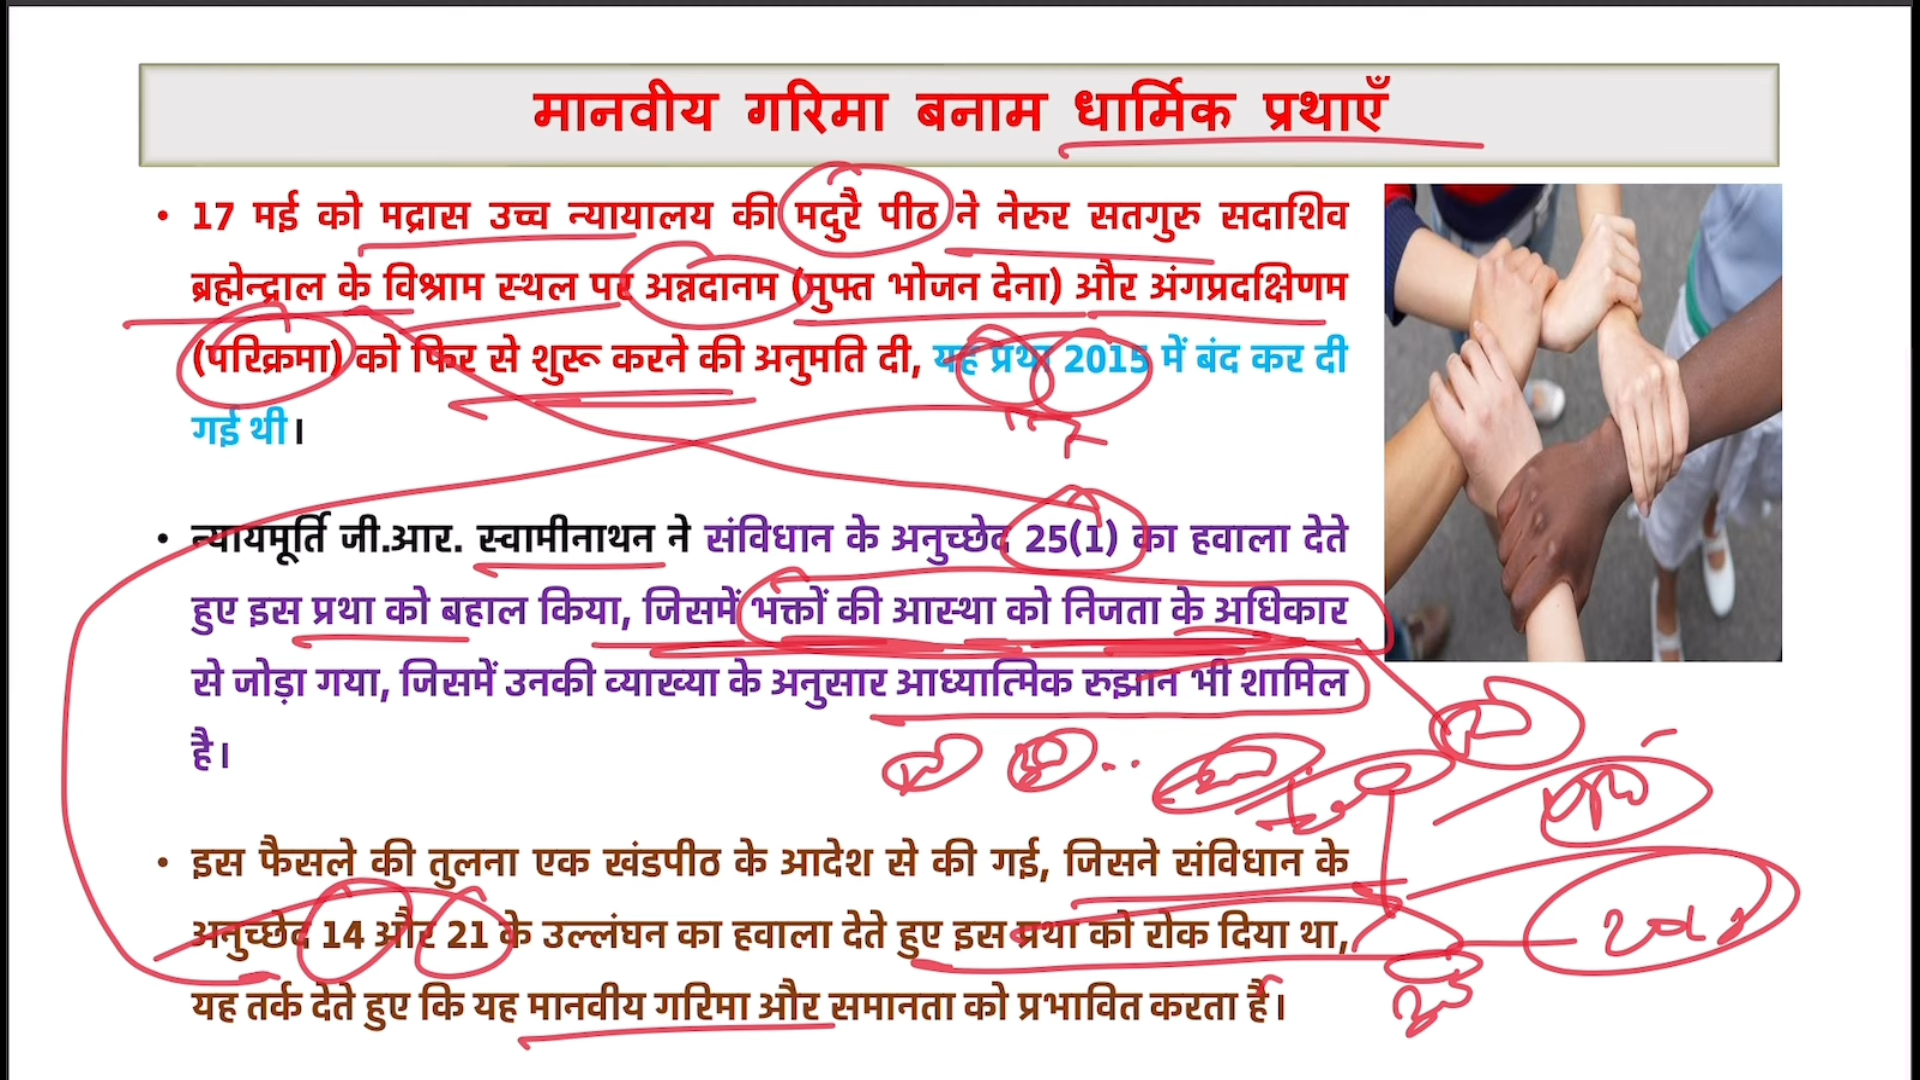 मानवीय गरिमा बनाम धार्मिक प्रथाएँ
• 17 मई को मद्रास उच्च न्यायालय की मदुरै पीठ ने नेरुर सतगुरु सदाशिव
ब्रह्मेन्द्राल के विश्राम स्थल पर अन्नदानम (मुफ्त भोजन देना) और अंगप्रदक्षिणम
(परिक्रमा) को फिर से शुरू करने की अनुमति दी, यह प्रथा 2015 में बंद कर दी
गई थी।
• न्यायमूर्ति जी.आर. स्वामीनाथन ने संविधान के अनुच्छेद 25(1) का हवाला देते
हुए इस प्रथा को बहाल किया, जिसमें भक्तों की आस्था को निजता के अधिकार
से जोड़ा गया, जिसमें उनकी व्याख्या के अनुसार आध्यात्मिक रुझान भी शामिल
है।
• इस फैसले की तुलना एक खंडपीठ के आदेश से की गई, जिसने संविधान के
अनुच्छेद 14 और 21 के उल्लंघन का हवाला देते हुए इस प्रथा को रोक दिया था,
यह तर्क देते हुए कि यह मानवीय गरिमा और समानता को प्रभावित करता है।